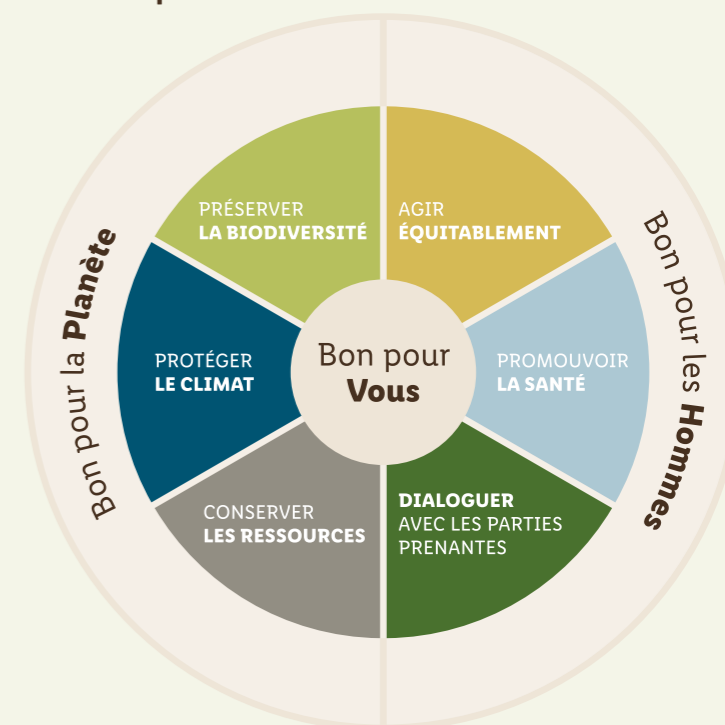 Bon pour la Planète
PRÉSERVER
LA BIODIVERSITÉ
AGIR
ÉQUITABLEMENT
PROTÉGER
LE CLIMAT
Bon pour
Vous
PROMOUVOIR
LA SANTÉ
CONSERVER
LES RESSOURCES
DIALOGUER
AVEC LES PARTIES
PRENANTES
Bon pour les Hommes